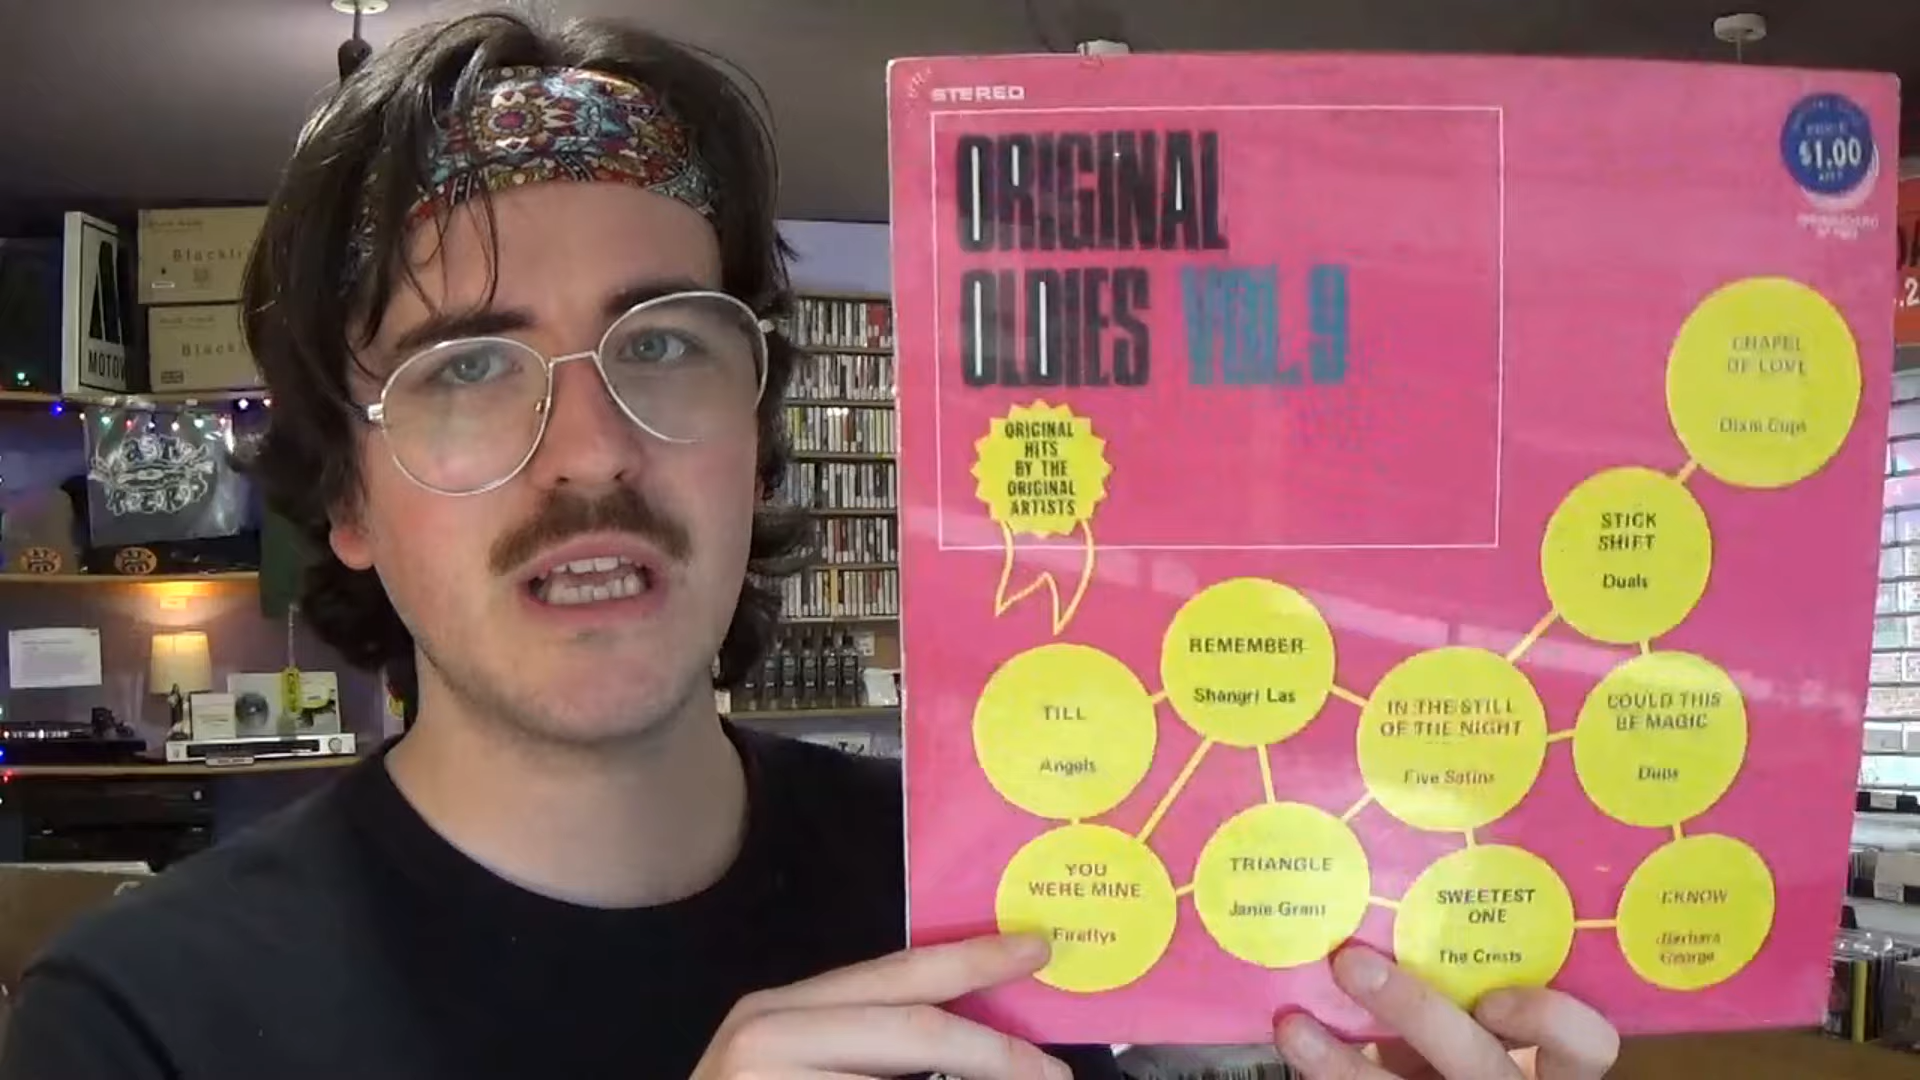 STEREO
ORIGINAL
OLDIES VOL.9
$1.00
ORIGINAL
HITS
BY THE
ORIGINAL
ARTISTS
CHAPEL
OF LOVE
Dixie Cups
STICK
SHIFT
Duals
REMEMBER
Shangri Las
TILL
Angels
IN THE STILL
OF THE NIGHT
Five Satins
COULD THIS
BE MAGIC
Dubs
YOU
WERE MINE
Fireflys
TRIANGLE
Janie Grant
SWEETEST
ONE
The Crests
I KNOW
Barbara
George
MOTOW